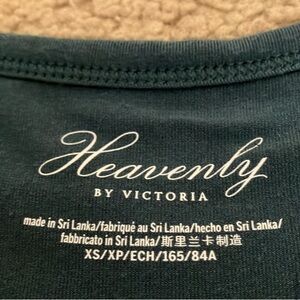 Heavenly
BY VICTORIA
made in Sri Lanka/fabriqué au Sri Lanka/hecho en Sri Lanka/
fabbricato in Sri Lanka/斯里兰卡制造
XS/XP/ECH/165/84A